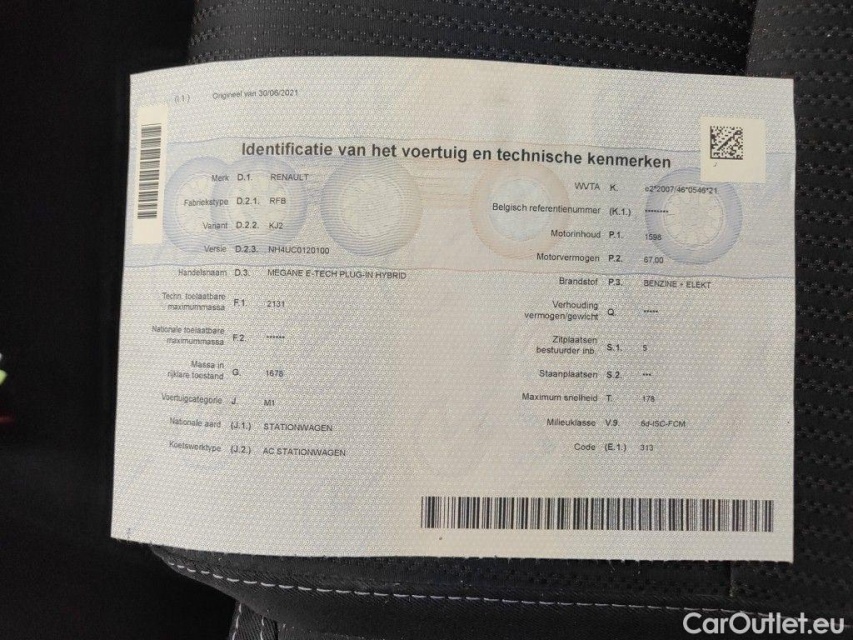 (I 1) Origineel wet 30/06/2021
Identificatie van het voertuig en technische kenmerken
Merk D.1. RENAULT
Fabriekstype D.2.1. RFB
Variant D.2.2. KJ2
Versie D.2.3. NH4UC0120100
Handelsnaam D.3. MEGANE E-TECH PLUG-IN HYBRID
Techn. toelaatbare
maximummassa F.1. 2131
Nationale toelaatbare
maximummassa F.2. ******
Massa in
rijklare toestand G. 1678
Voertuigcategorie J. M1
Nationale aard (J.1.) STATIONWAGEN
Koetswerktype (J.2.) AC STATIONWAGEN
WVTA K. e2*2007/46*0546*21
Belgisch referentienummer (K.1.) ********
Motorinhoud P.1. 1598
Motorvermogen P.2. 67,00
Brandstof P.3. BENZINE + ELEKT
Verhouding
vermogen/gewicht Q. *****
Zitplaatsen
bestuurder inb. S.1. 5
Staanplaatsen S.2. ***
Maximum snelheid T. 178
Milieuklasse V.9. 6d-ISC-FCM
Code (E.1.) 313
CarOutlet.eu